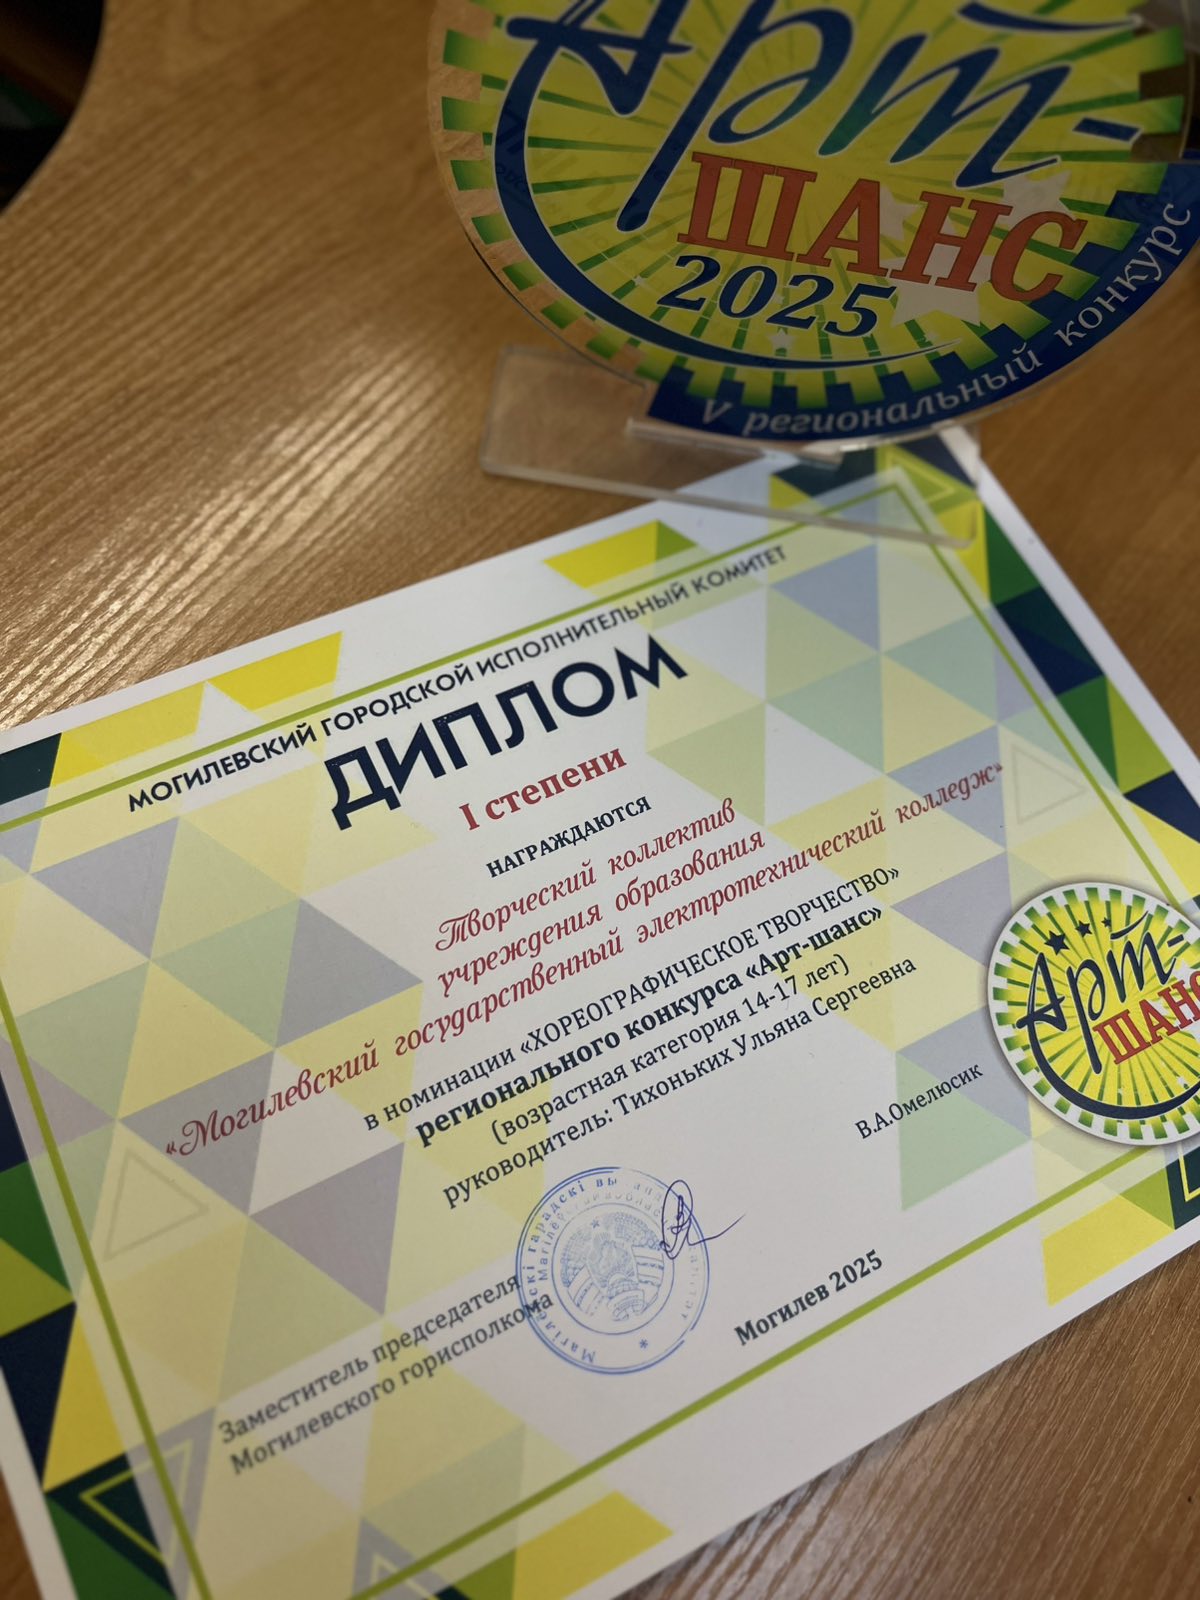 Арт-
ШАНС
2025
V региональный конкурс
МОГИЛЕВСКИЙ ГОРОДСКОЙ ИСПОЛНИТЕЛЬНЫЙ КОМИТЕТ
ДИПЛОМ
I степени
НАГРАЖДАЮТСЯ
Творческий коллектив
учреждения образования
«Могилевский государственный электротехнический колледж»
в номинации «ХОРЕОГРАФИЧЕСКОЕ ТВОРЧЕСТВО»
регионального конкурса «Арт-шанс»
(возрастная категория 14-17 лет)
руководитель: Тихоньких Ульяна Сергеевна
Арт-
ШАНС
Заместитель председателя
Могилевского горисполкома
В.А.Омелюсик
Магілёўскі гарадскі
Могилев 2025